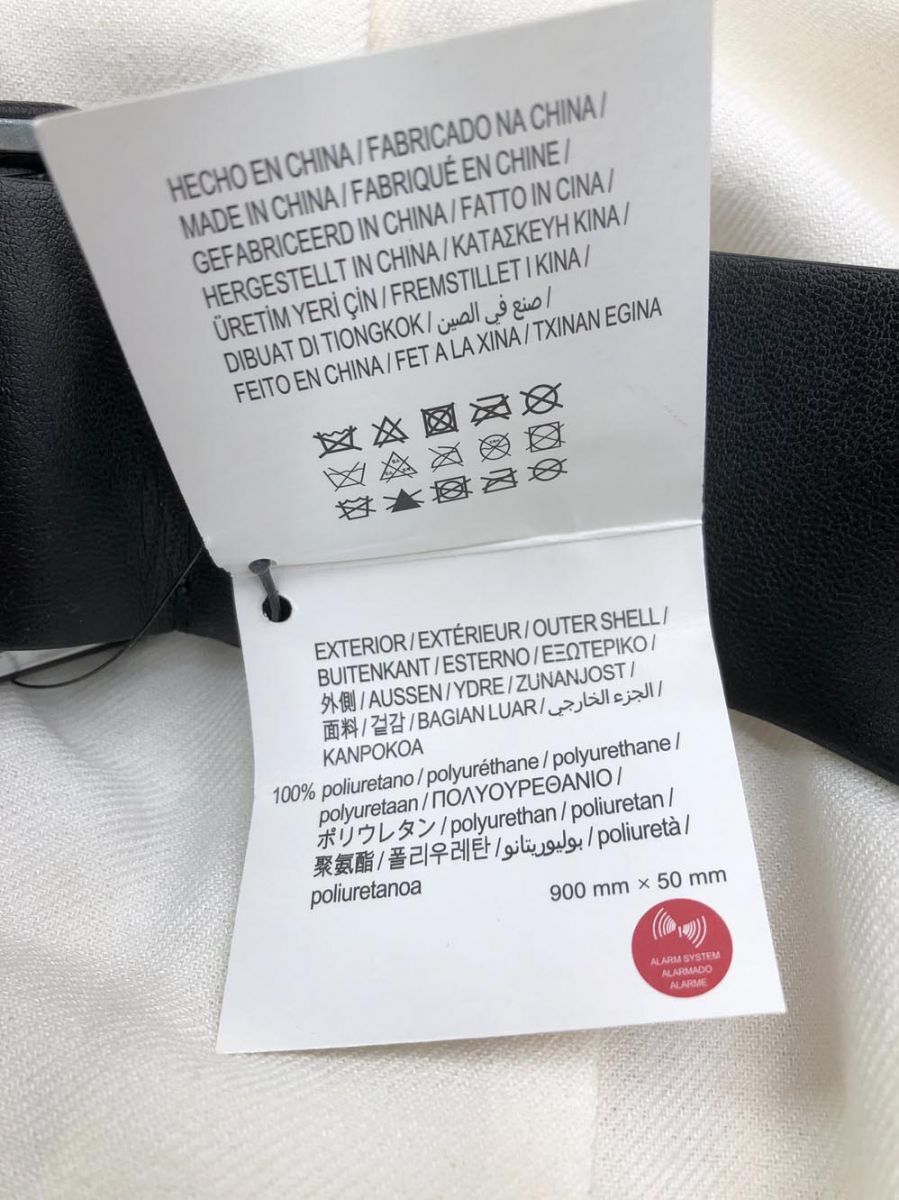 HECHO EN CHINA / FABRICADO NA CHINA /
MADE IN CHINA / FABRIQUÉ EN CHINE /
GEFABRICEERD IN CHINA / FATTO IN CINA /
HERGESTELLT IN CHINA / ΚΑΤΑΣΚΕΥΗ ΚΙΝΑ /
ÜRETİM YERİ ÇİN / FREMSTILLET I KINA /
DIBUAT DI TIONGKOK / صنع في الصين /
FEITO EN CHINA / FET A LA XINA / TXINAN EGINA
EXTERIOR / EXTÉRIEUR / OUTER SHELL /
BUITENKANT / ESTERNO / ΕΞΩΤΕΡΙΚΟ /
外側 / AUSSEN / YDRE / ZUNANJOST /
面料 / 겉감 / BAGIAN LUAR / الجزء الخارجي /
KANPOKOA
100% poliuretano / polyuréthane / polyurethane /
polyuretaan / ΠΟΛΥΟΥΡΕΘΑΝΙΟ /
ポリウレタン / polyurethan / poliuretan /
聚氨酯 / 폴리우레탄 / بوليوريتانو / poliuretà /
poliuretanoa
900 mm × 50 mm
ALARM SYSTEM
ALARMADO
ALARME